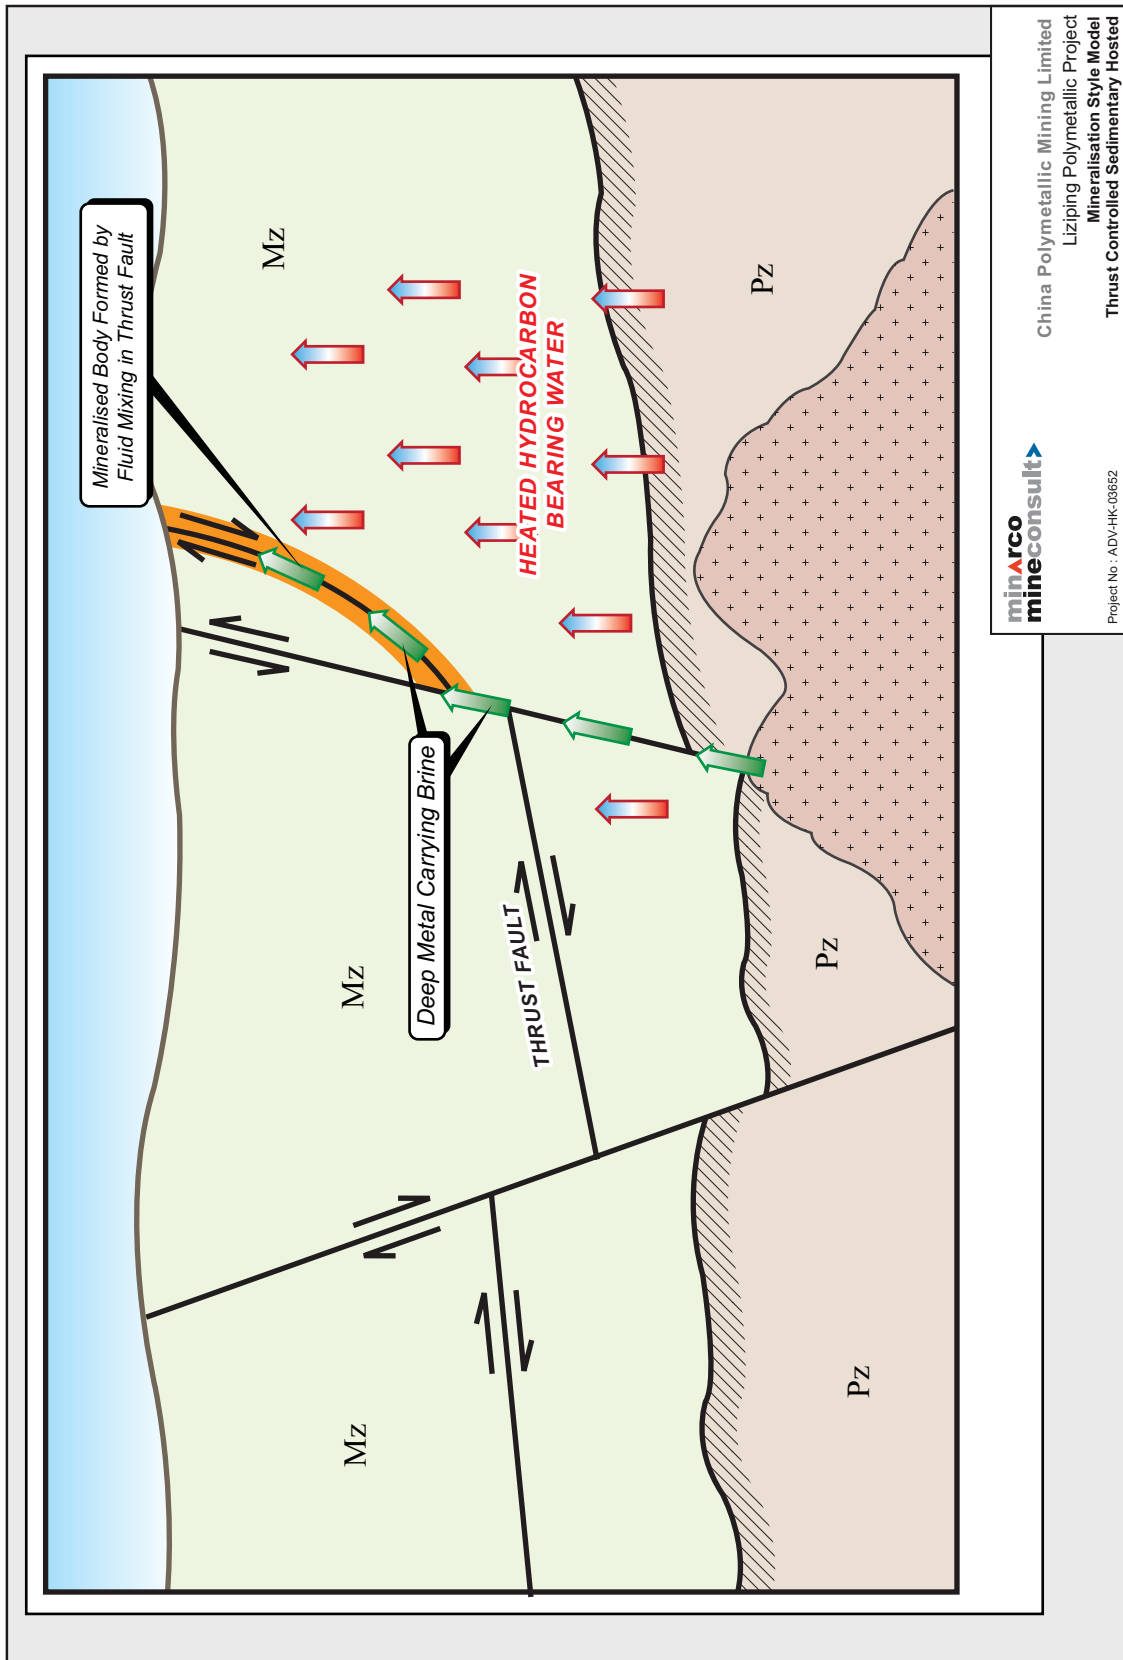 Mineralised Body Formed by
Fluid Mixing in Thrust Fault
Mz
Mz
Mz
Deep Metal Carrying Brine
THRUST FAULT
HEATED HYDROCARBON
BEARING WATER
Pz
Pz
Pz
minarco
mineconsult
Project No : ADV-HK-03652
China Polymetallic Mining Limited
Liziping Polymetallic Project
Mineralisation Style Model
Thrust Controlled Sedimentary Hosted